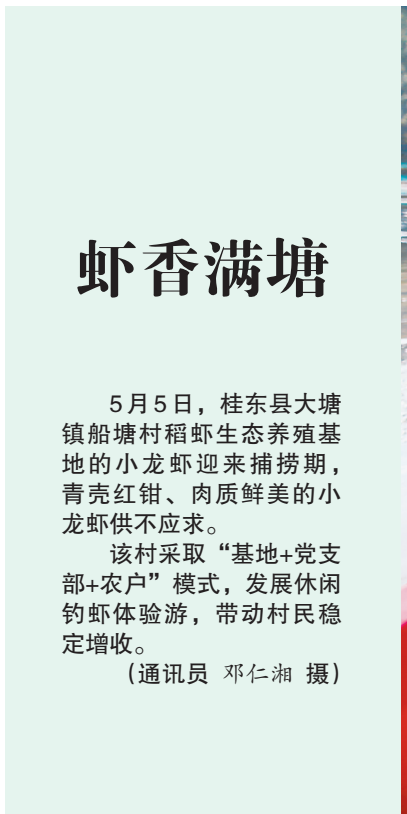 虾香满塘
5月5日，桂东县大塘
镇船塘村稻虾生态养殖基
地的小龙虾迎来捕捞期，
青壳红钳、肉质鲜美的小
龙虾供不应求。
该村采取“基地+党支
部+农户”模式，发展休闲
钓虾体验游，带动村民稳
定增收。
（通讯员 邓仁湘 摄）